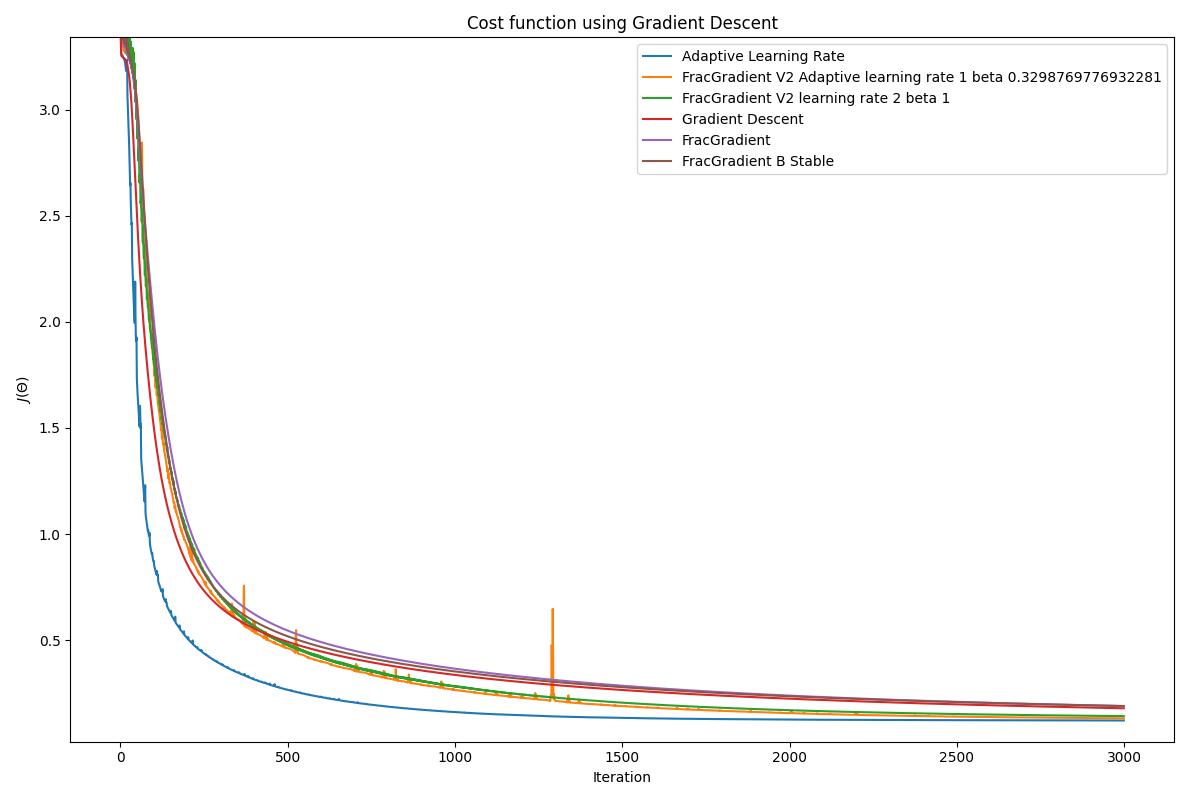 Cost function using Gradient Descent
Adaptive Learning Rate
FracGradient V2 Adaptive learning rate 1 beta 0.3298769776932281
FracGradient V2 learning rate 2 beta 1
Gradient Descent
FracGradient
FracGradient B Stable
3.0
2.5
2.0
1.5
1.0
0.5
J(Θ)
0 500 1000 1500 2000 2500 3000
Iteration